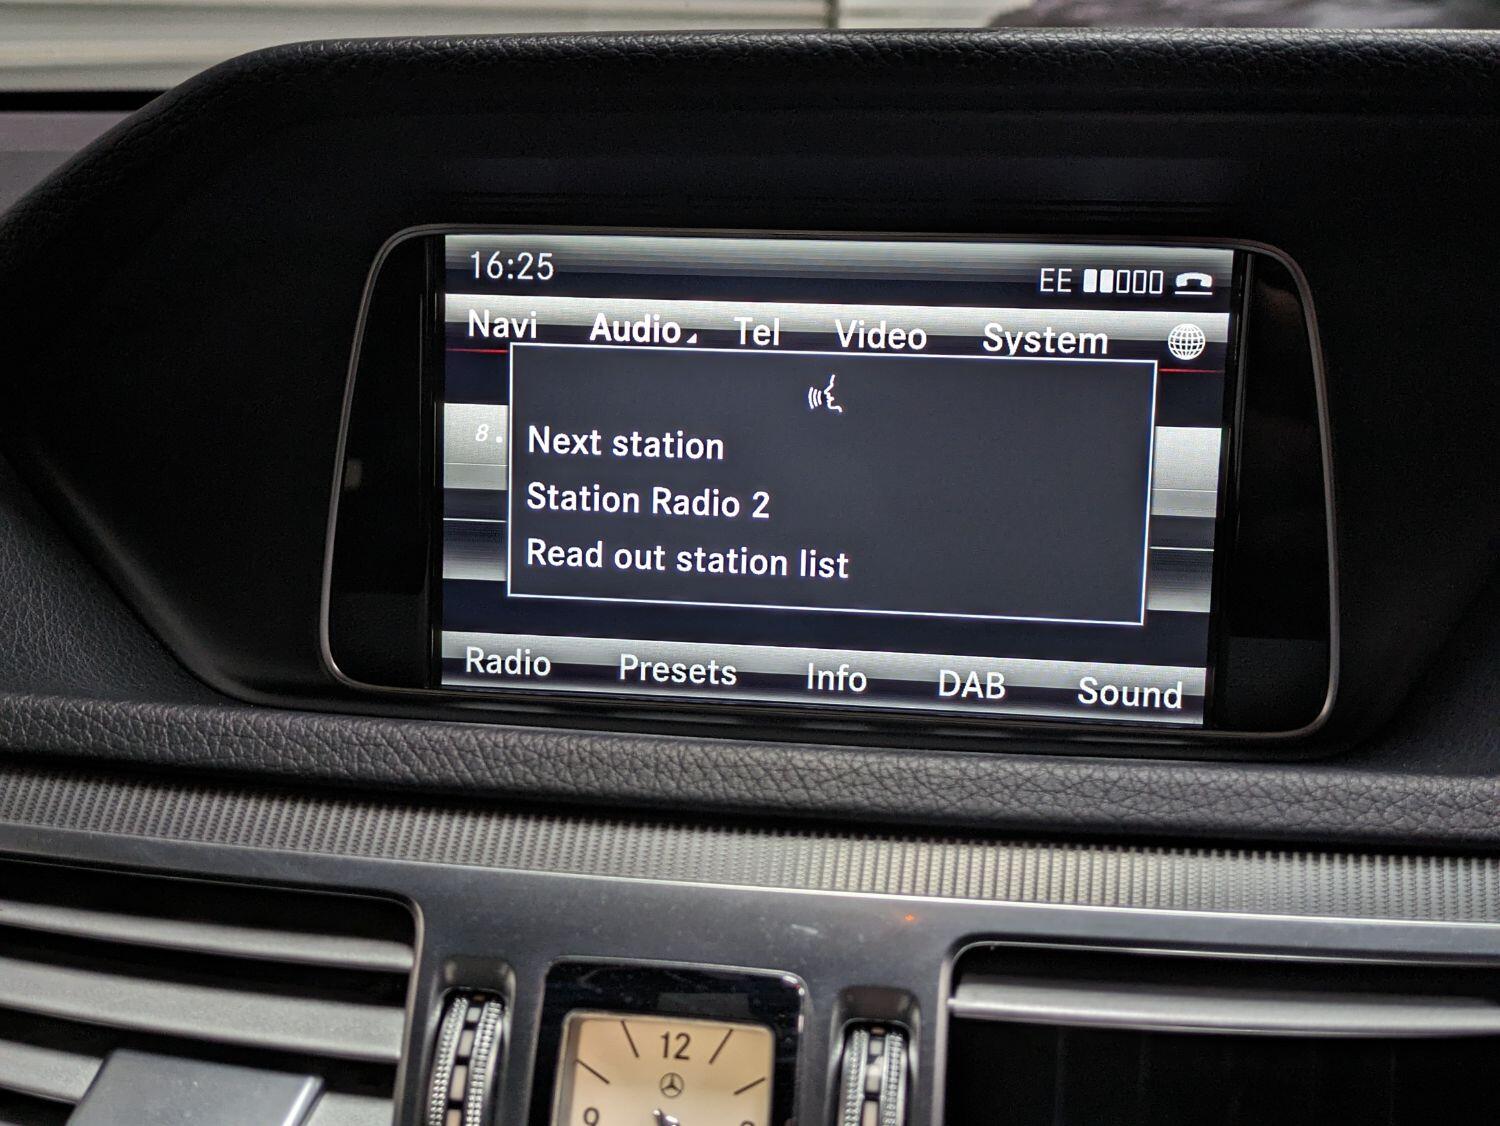 16:25 EE
Navi Audio Tel Video System
8.
Next station
Station Radio 2
Read out station list
Radio Presets Info DAB Sound
12
9